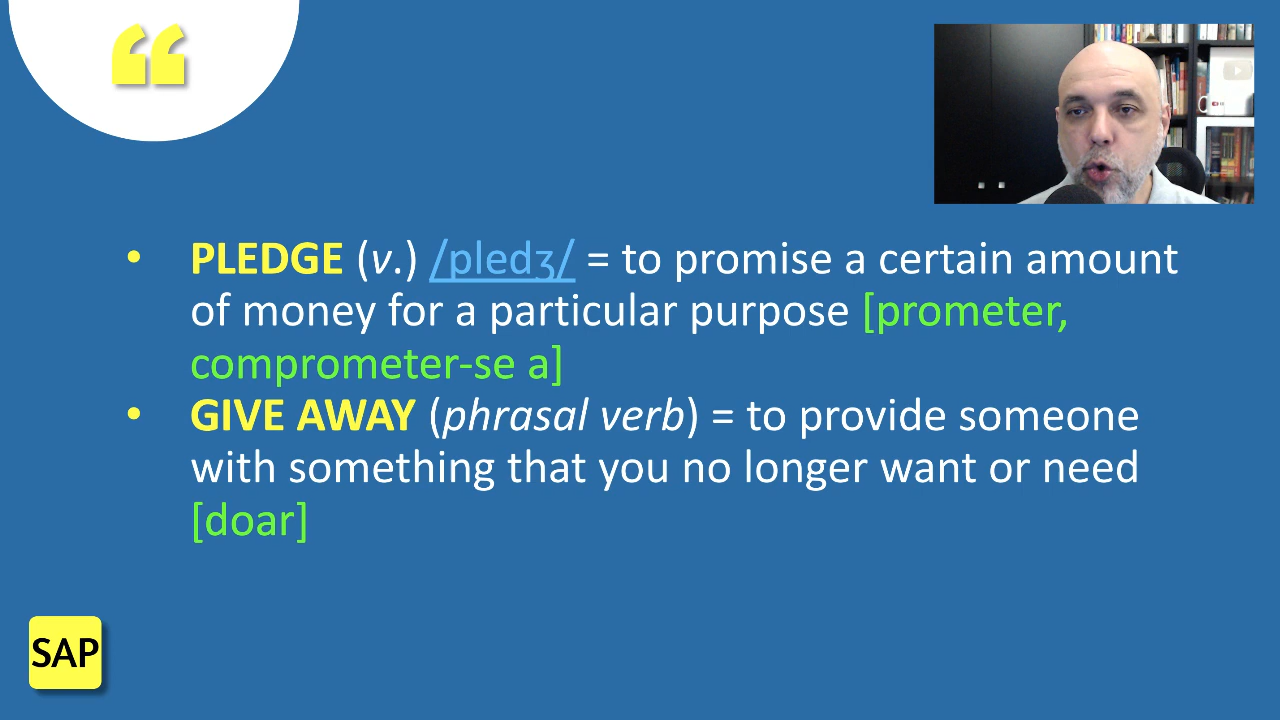 • PLEDGE (v.) /pledʒ/ = to promise a certain amount
of money for a particular purpose [prometer,
comprometer-se a]
• GIVE AWAY (phrasal verb) = to provide someone
with something that you no longer want or need
[doar]
SAP